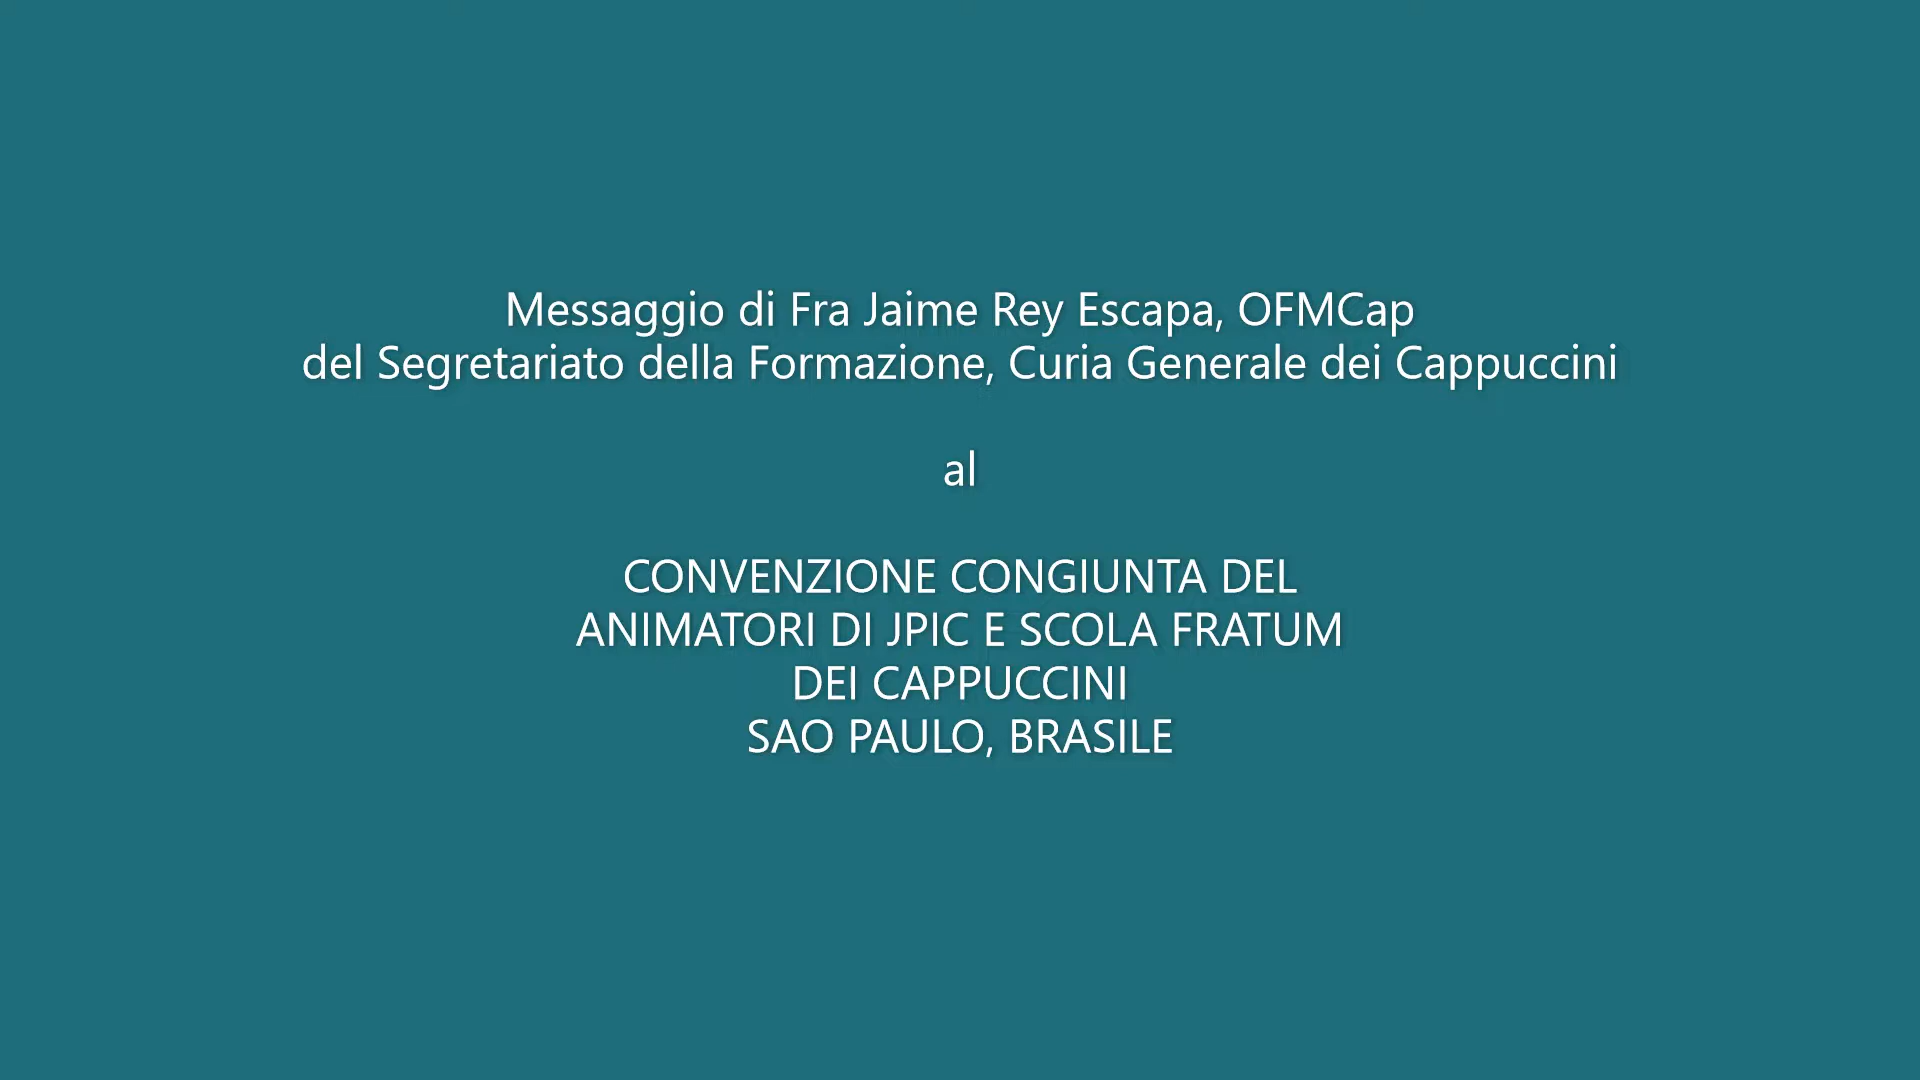 Messaggio di Fra Jaime Rey Escapa, OFMCap
del Segretariato della Formazione, Curia Generale dei Cappuccini
al
CONVENZIONE CONGIUNTA DEL
ANIMATORI DI JPIC E SCOLA FRATUM
DEI CAPPUCCINI
SAO PAULO, BRASILE